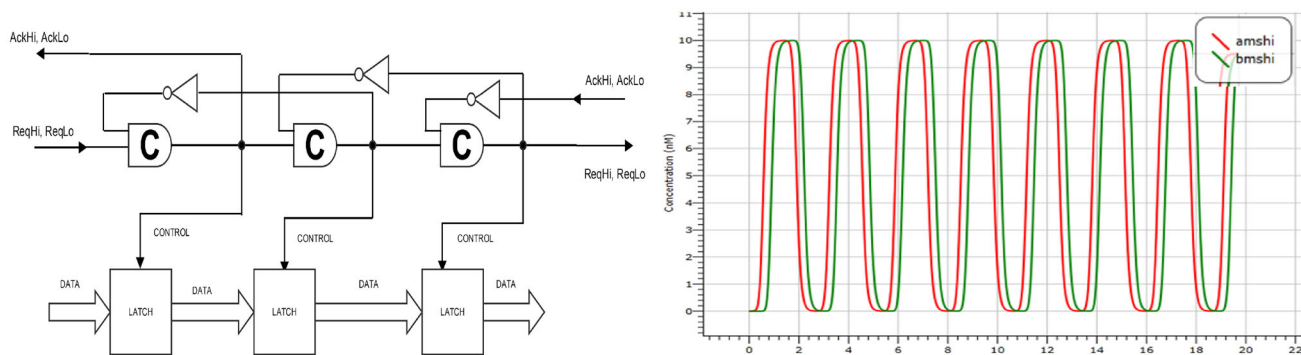 AckHi, AckLo
AckHi, AckLo
ReqHi, ReqLo
C
C
C
ReqHi, ReqLo
CONTROL
CONTROL
CONTROL
DATA
DATA
DATA
DATA
LATCH
LATCH
LATCH
11
10
9
8
7
6
5
4
3
2
1
0
Concentration (nM)
amshi
bmshi
0 2 4 6 8 10 12 14 16 18 20 22